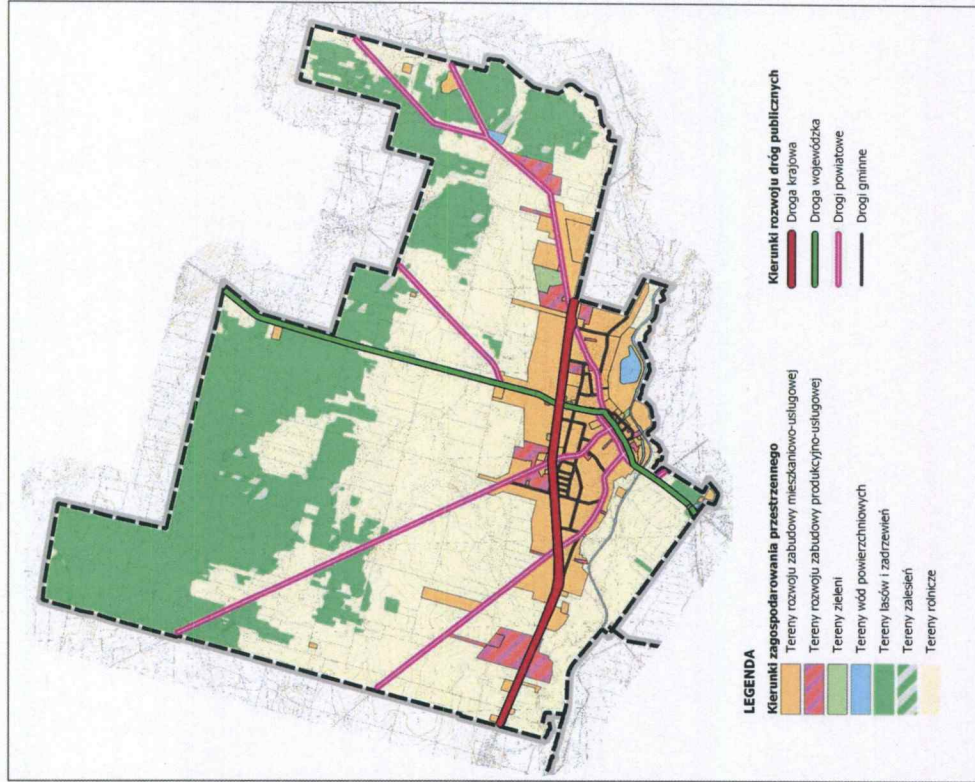 LEGENDA
Kierunki zagospodarowania przestrzennego
Tereny rozwoju zabudowy mieszkaniowo-usługowej
Tereny rozwoju zabudowy produkcyjno-usługowej
Tereny zieleni
Tereny wód powierzchniowych
Tereny lasów i zadrzewień
Tereny zalesień
Tereny rolnicze
Kierunki rozwoju dróg publicznych
Droga krajowa
Droga wojewódzka
Drogi powiatowe
Drogi gminne